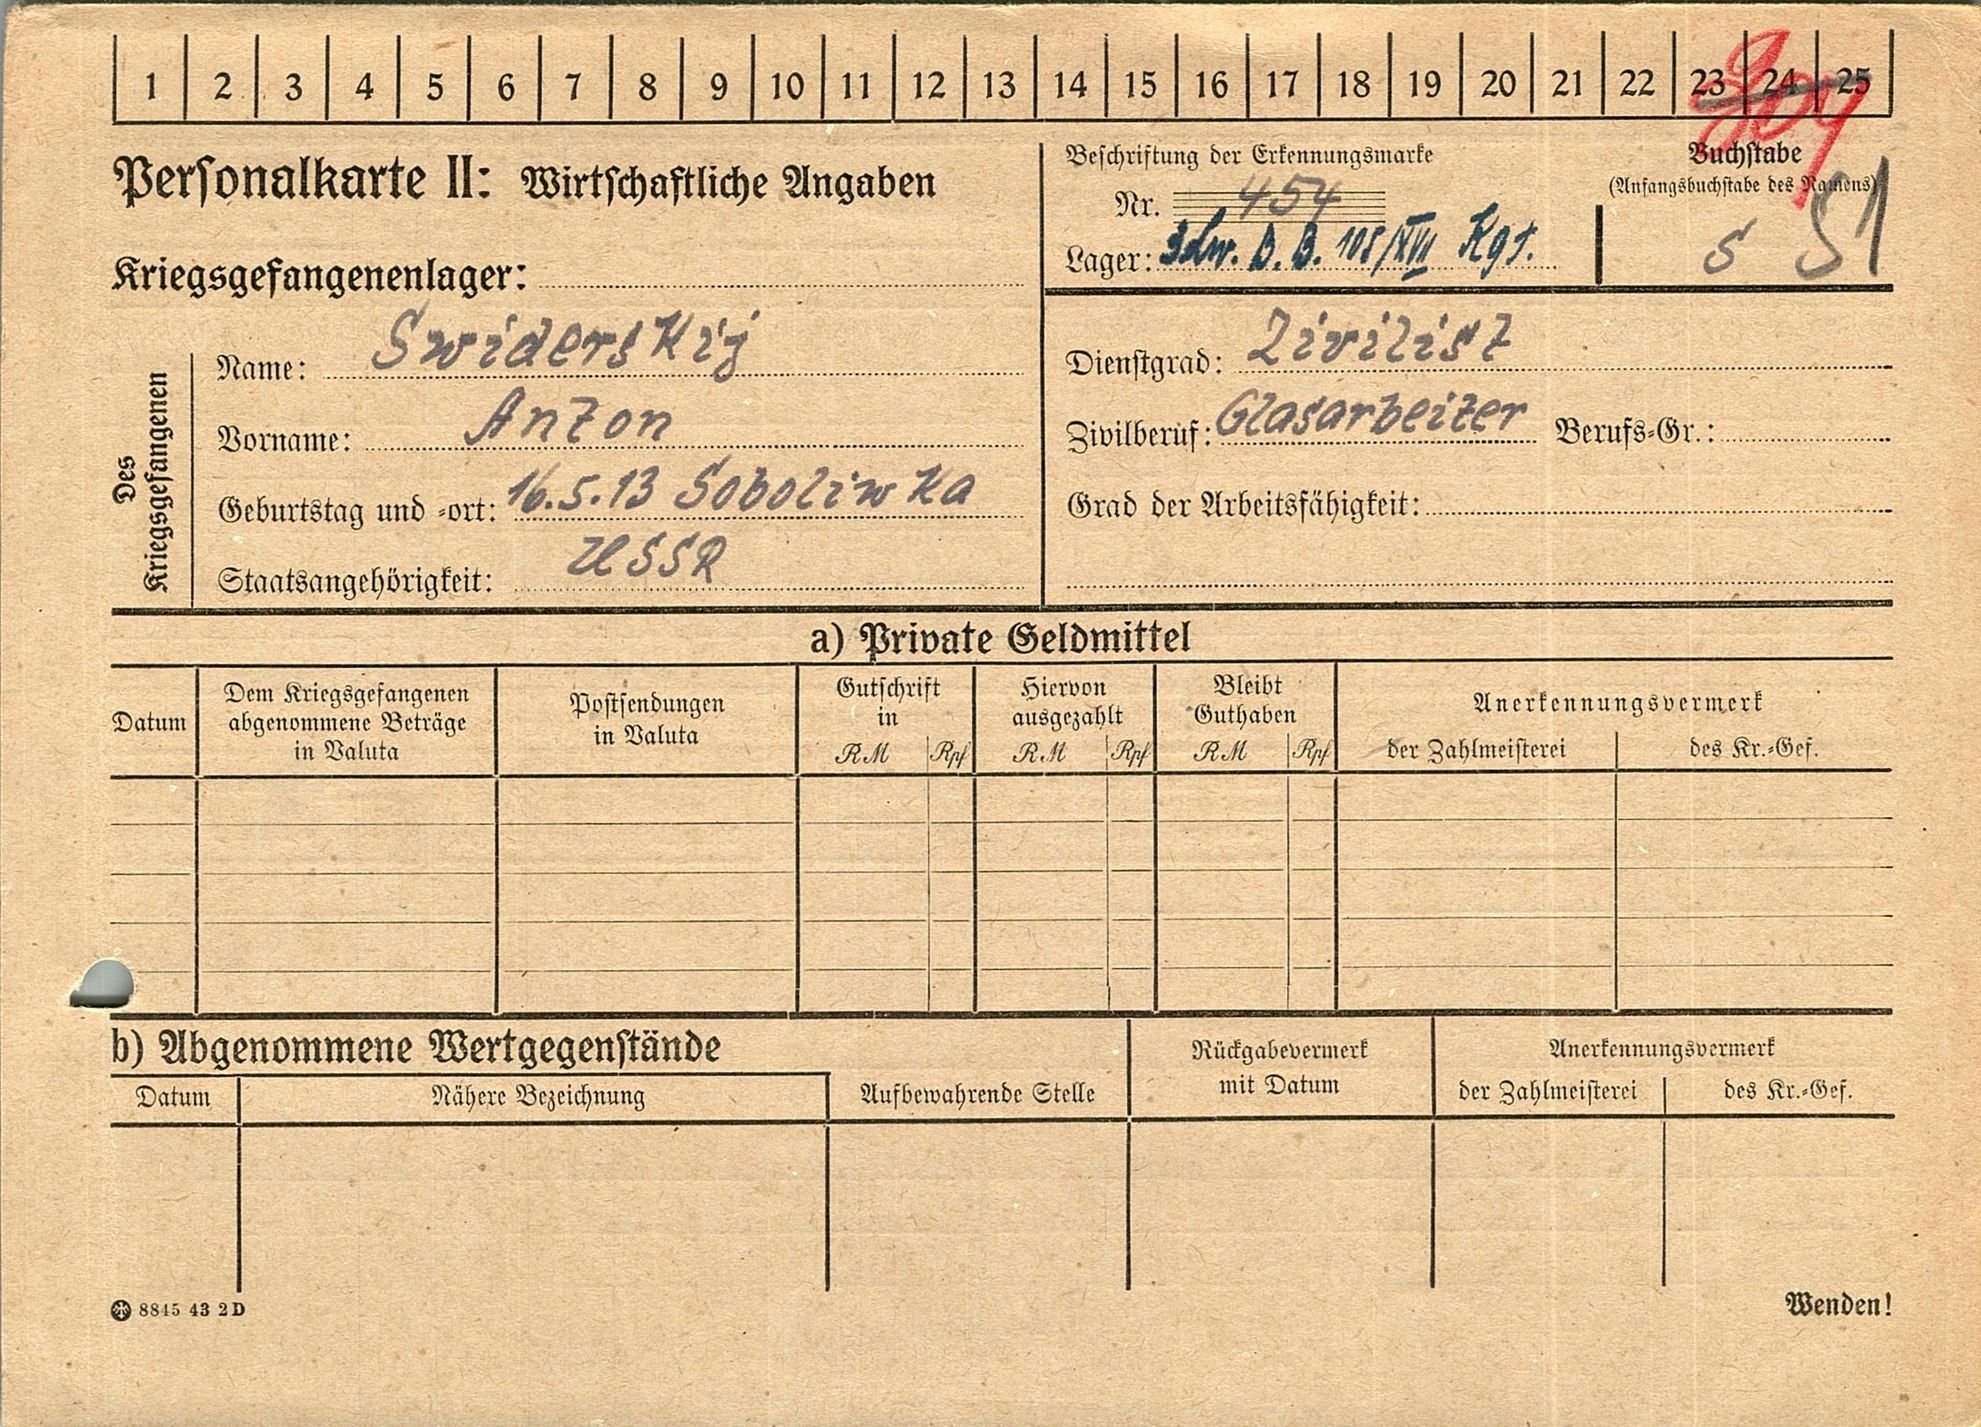 1 2 3 4 5 6 7 8 9 10 11 12 13 14 15 16 17 18 19 20 21 22 23 24 25
Personalkarte II: Wirtschaftliche Angaben
Beschriftung der Erkennungsmarke
Nr. 454
Lager: B. B. 108/XVII Kgf.
Buchstabe
(Anfangsbuchstabe des Namens)
S S1
Kriegsgefangenenlager:
Des Kriegsgefangenen
Name: Swiderskij
Vorname: Anton
Geburtstag und -ort: 16.5.13 Soboliwka
Staatsangehörigkeit: USSR
Dienstgrad: Zivilist
Zivilberuf: Glasarbeiter Berufs-Gr.:
Grad der Arbeitsfähigkeit:
a) Private Geldmittel
Datum
Dem Kriegsgefangenen
abgenommene Beträge
in Valuta
Postsendungen
in Valuta
Gutschrift
in
RM Rpf
Hiervon
ausgezahlt
RM Rpf
Bleibt
Guthaben
RM Rpf
Anerkennungsvermerk
der Zahlmeisterei des Kr.-Gef.
b) Abgenommene Wertgegenstände
Datum
Nähere Bezeichnung
Aufbewahrende Stelle
Rückgabevermerk
mit Datum
Anerkennungsvermerk
der Zahlmeisterei des Kr.-Gef.
8845 43 2D
Wenden!